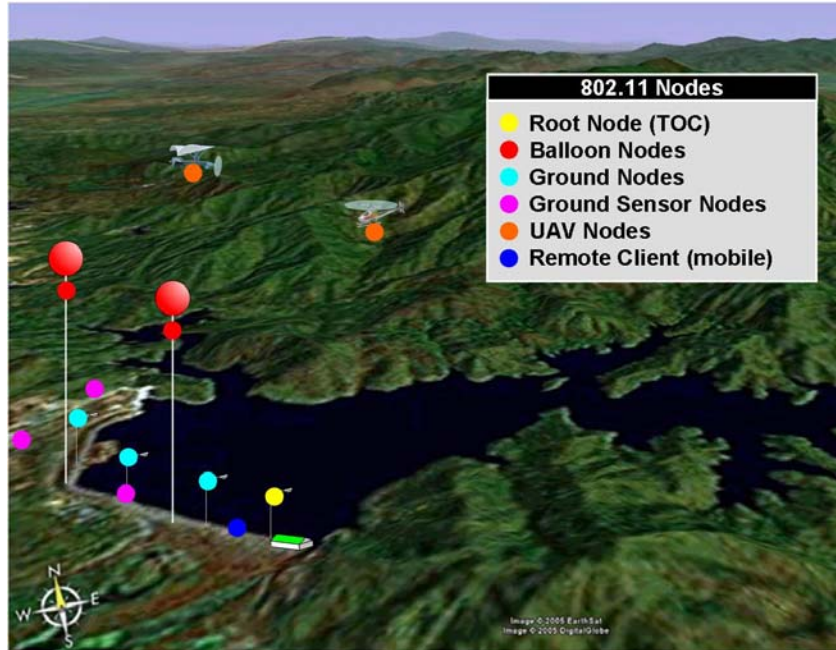 802.11 Nodes
Root Node (TOC)
Balloon Nodes
Ground Nodes
Ground Sensor Nodes
UAV Nodes
Remote Client (mobile)
N
W E
S
Image © 2005 EarthSat
Image © 2005 DigitalGlobe